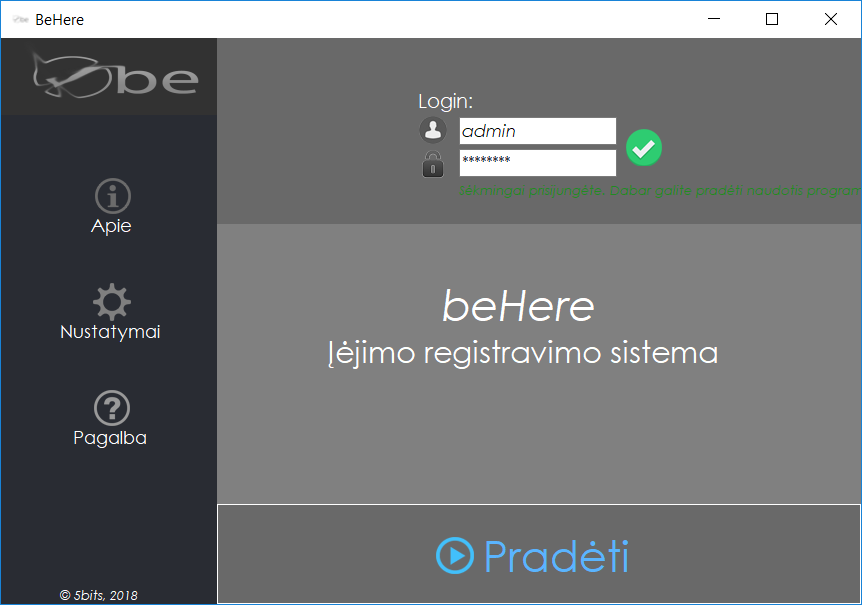 BeHere
be
Login:
admin
********
Sėkmingai prisijungėte. Dabar galite pradėti naudotis program
Apie
Nustatymai
Pagalba
beHere
Įėjimo registravimo sistema
Pradėti
© 5bits, 2018